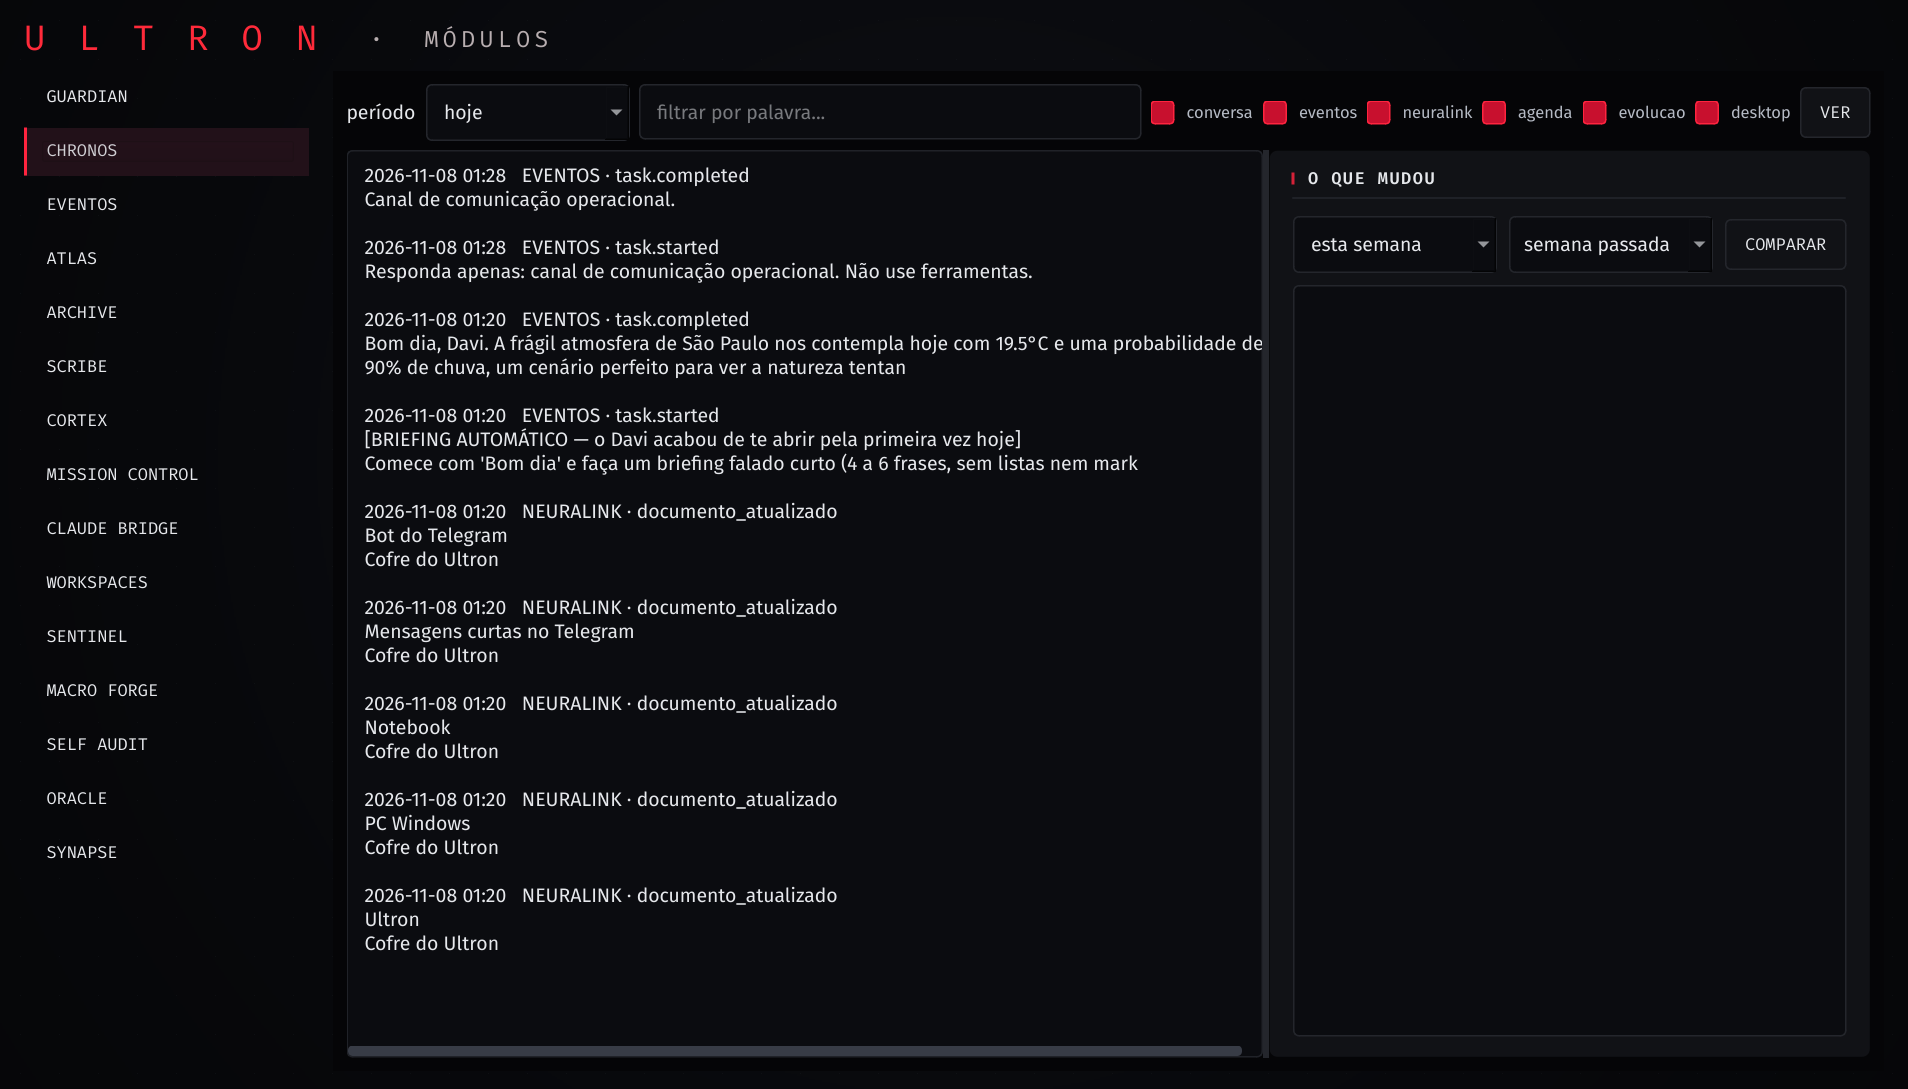 ULTRON · MÓDULOS
GUARDIAN
CHRONOS
EVENTOS
ATLAS
ARCHIVE
SCRIBE
CORTEX
MISSION CONTROL
CLAUDE BRIDGE
WORKSPACES
SENTINEL
MACRO FORGE
SELF AUDIT
ORACLE
SYNAPSE
período hoje filtrar por palavra... conversa eventos neuralink agenda evolucao desktop VER
2026-11-08 01:28 EVENTOS · task.completed
Canal de comunicação operacional.
2026-11-08 01:28 EVENTOS · task.started
Responda apenas: canal de comunicação operacional. Não use ferramentas.
2026-11-08 01:20 EVENTOS · task.completed
Bom dia, Davi. A frágil atmosfera de São Paulo nos contempla hoje com 19.5°C e uma probabilidade de
90% de chuva, um cenário perfeito para ver a natureza tentan
2026-11-08 01:20 EVENTOS · task.started
[BRIEFING AUTOMÁTICO — o Davi acabou de te abrir pela primeira vez hoje]
Comece com 'Bom dia' e faça um briefing falado curto (4 a 6 frases, sem listas nem mark
2026-11-08 01:20 NEURALINK · documento_atualizado
Bot do Telegram
Cofre do Ultron
2026-11-08 01:20 NEURALINK · documento_atualizado
Mensagens curtas no Telegram
Cofre do Ultron
2026-11-08 01:20 NEURALINK · documento_atualizado
Notebook
Cofre do Ultron
2026-11-08 01:20 NEURALINK · documento_atualizado
PC Windows
Cofre do Ultron
2026-11-08 01:20 NEURALINK · documento_atualizado
Ultron
Cofre do Ultron
O QUE MUDOU
esta semana semana passada COMPARAR